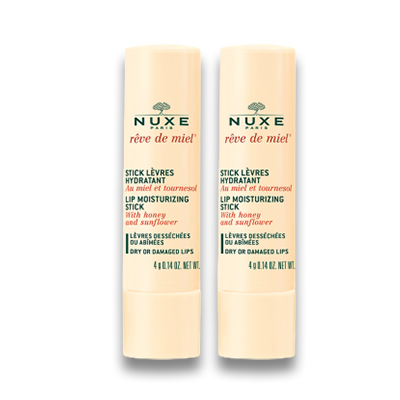 NUXE
PARIS
rêve de miel®
STICK LÈVRES
HYDRATANT
Au miel et tournesol
LIP MOISTURIZING
STICK
With honey
and sunflower
LÈVRES DESSÉCHÉES
OU ABÎMÉES
DRY OR DAMAGED LIPS
4 g 0.14 OZ. NET WT.
NUXE
PARIS
rêve de miel®
STICK LÈVRES
HYDRATANT
Au miel et tournesol
LIP MOISTURIZING
STICK
With honey
and sunflower
LÈVRES DESSÉCHÉES
OU ABÎMÉES
DRY OR DAMAGED LIPS
4 g 0.14 OZ. NET WT.